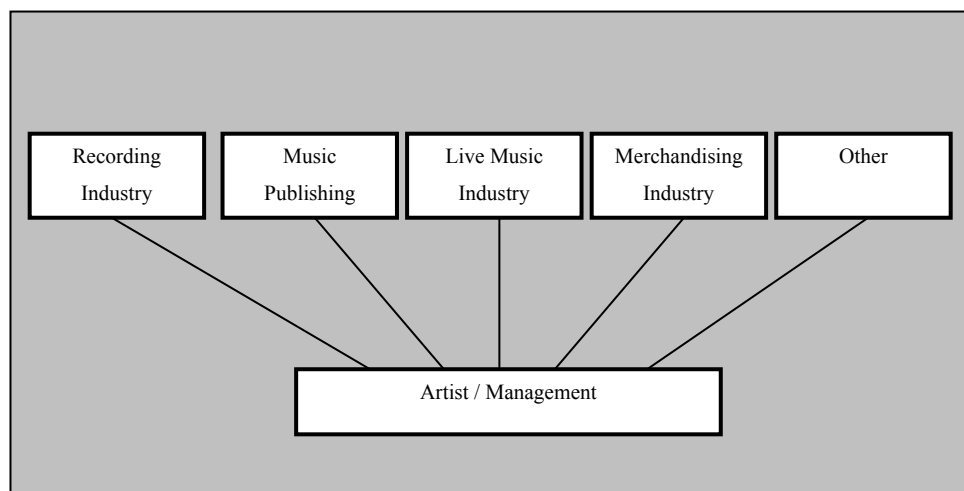 Recording
Industry
Music
Publishing
Live Music
Industry
Merchandising
Industry
Other
Artist / Management